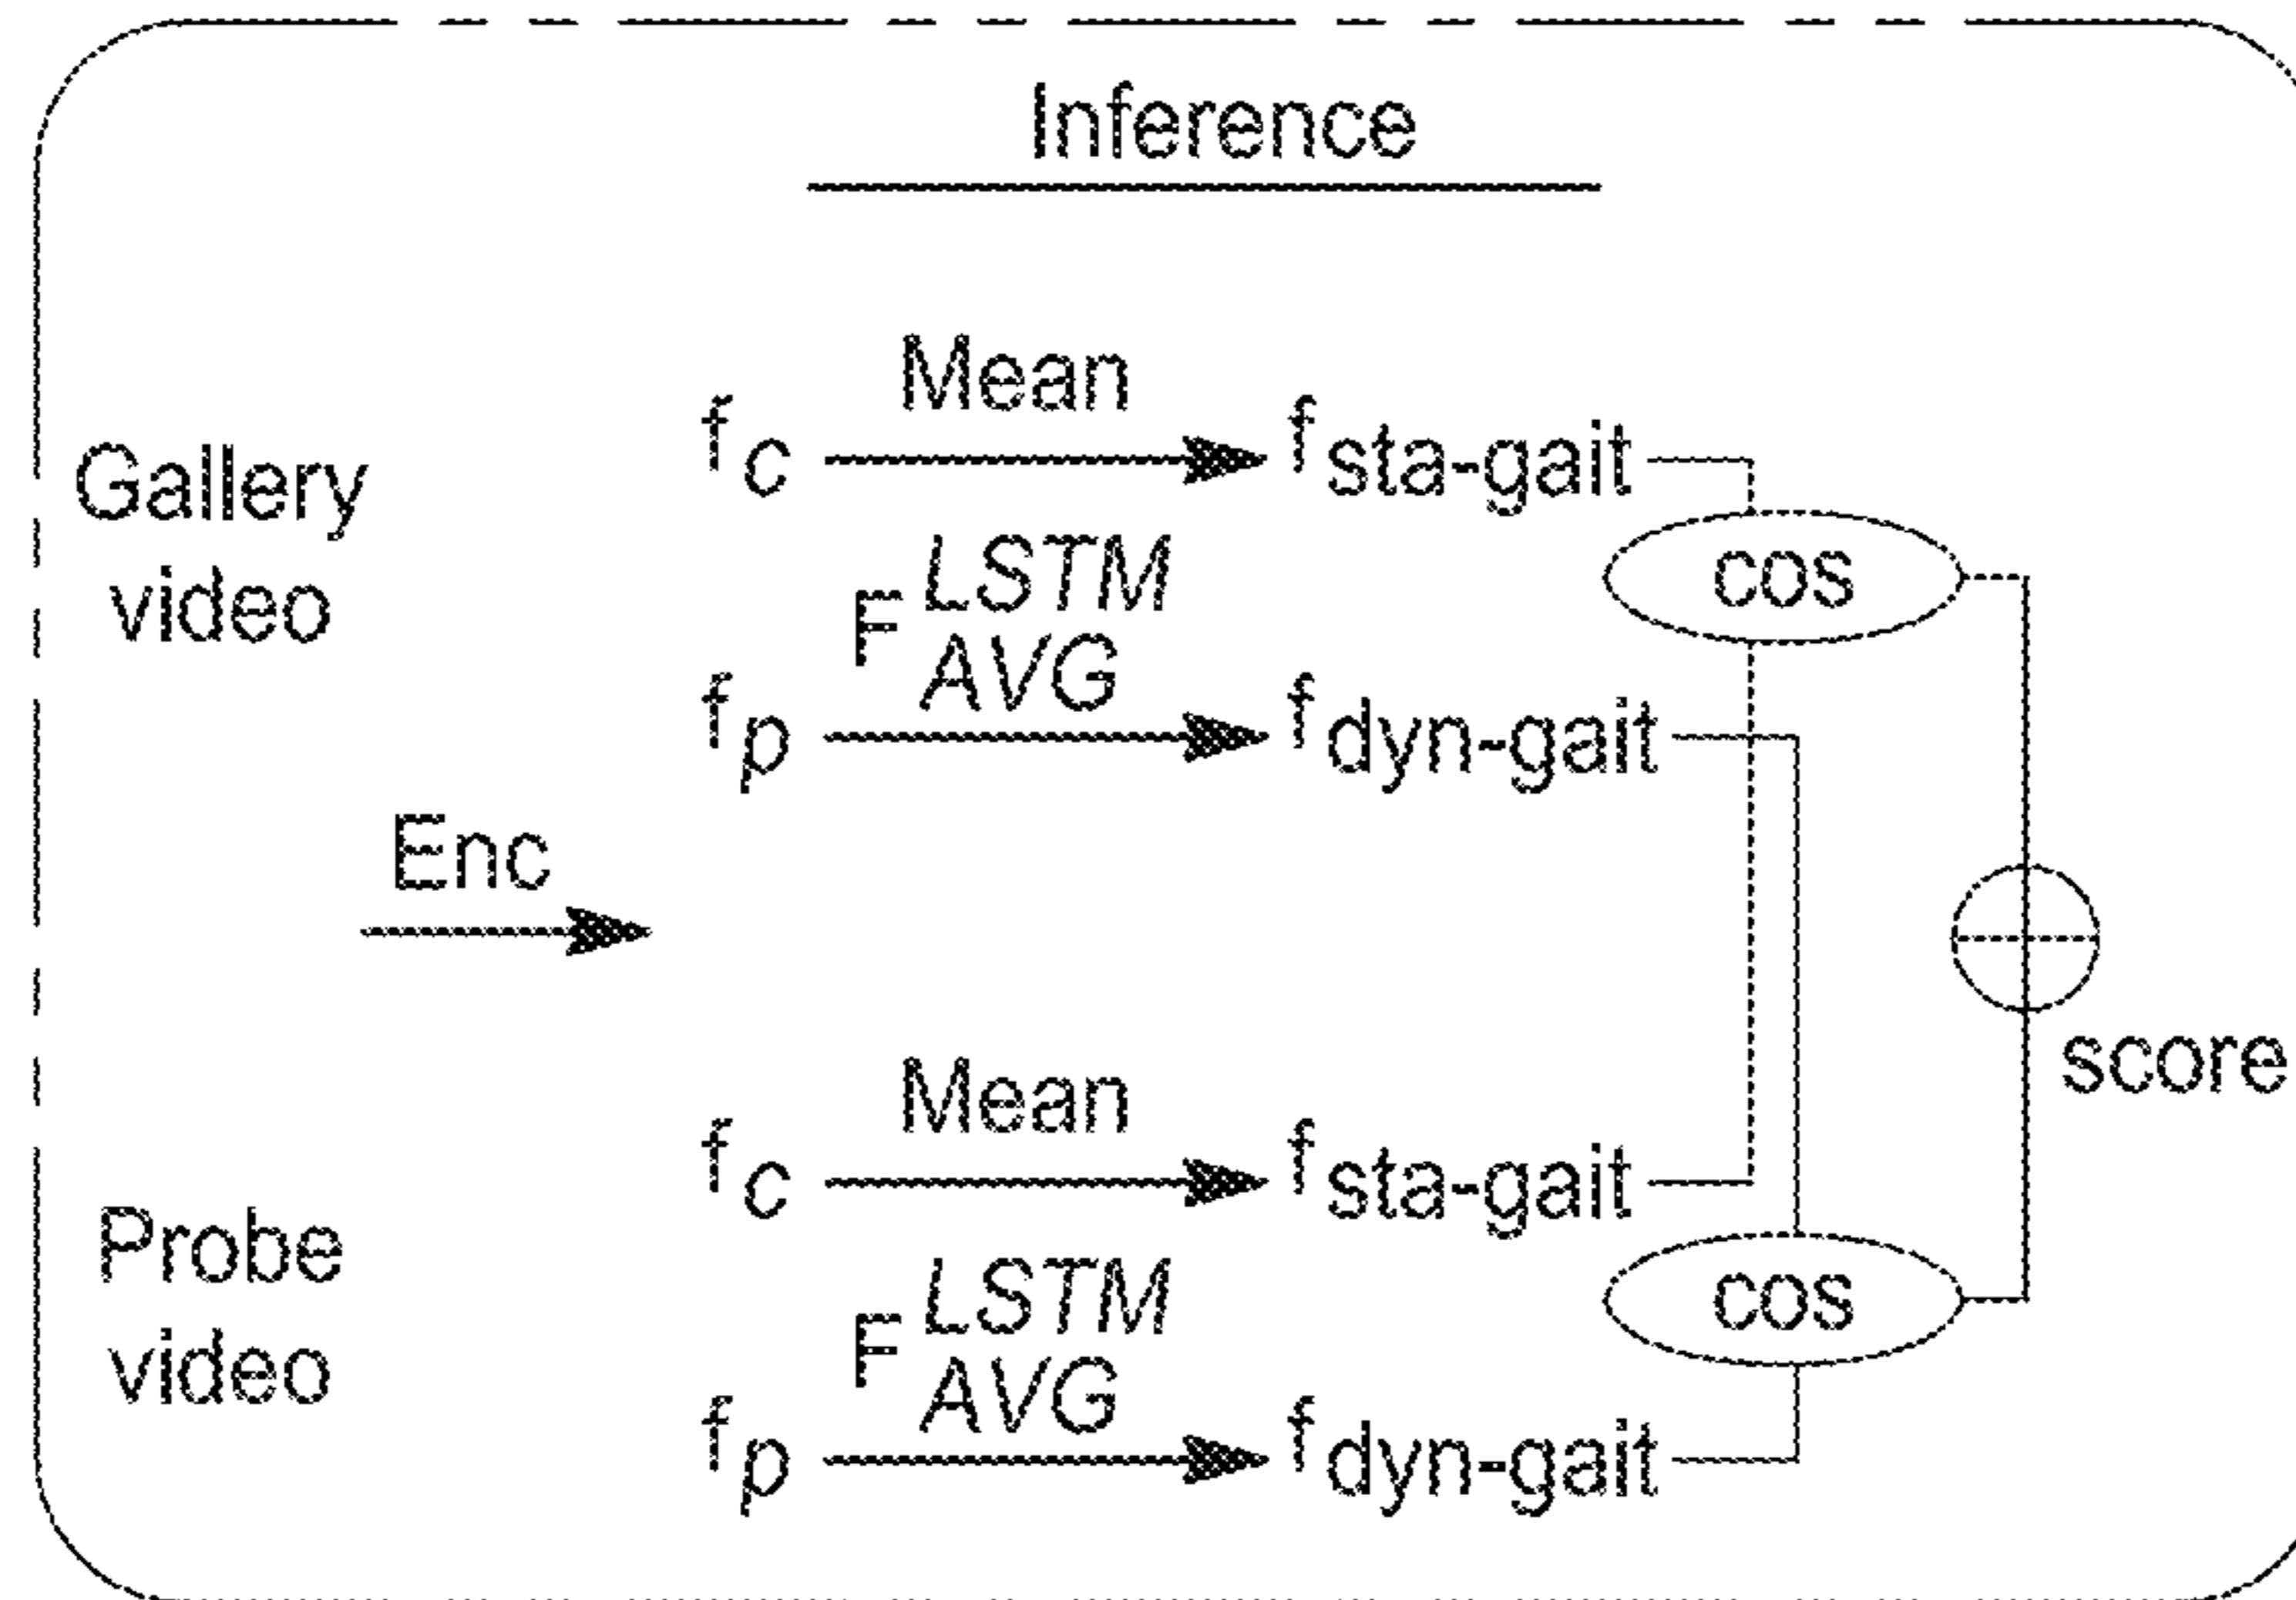 Inference
Gallery
video
f c Mean f sta-gait
F LSTM AVG
f p f dyn-gait
cos
Enc
score
Probe
video
f c Mean f sta-gait
F LSTM AVG
f p f dyn-gait
cos